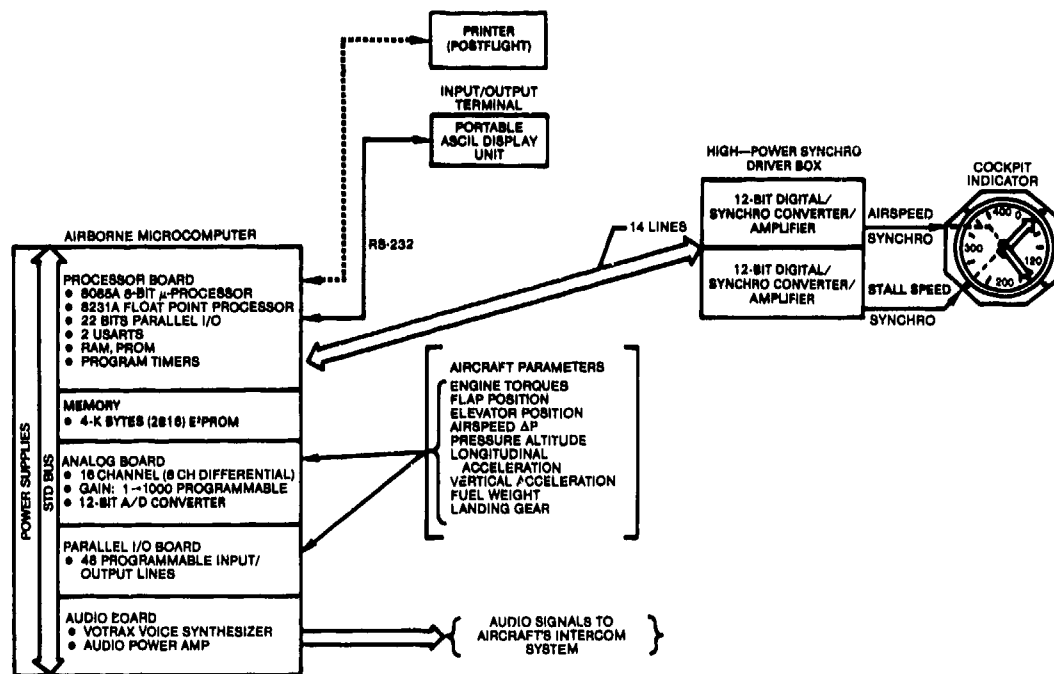 PRINTER
(POSTFLIGHT)
INPUT/OUTPUT
TERMINAL
PORTABLE
ASCIL DISPLAY
UNIT
HIGH—POWER SYNCHRO
DRIVER BOX
12-BIT DIGITAL/
SYNCHRO CONVERTER/
AMPLIFIER
12-BIT DIGITAL/
SYNCHRO CONVERTER/
AMPLIFIER
AIRSPEED
SYNCHRO
STALL SPEED
SYNCHRO
COCKPIT
INDICATOR
400 0
300
120
200
14 LINES
RS-232
AIRBORNE MICROCOMPUTER
POWER SUPPLIES
STD BUS
PROCESSOR BOARD
● 8085A 8-BIT μ-PROCESSOR
● 8231A FLOAT POINT PROCESSOR
● 22 BITS PARALLEL I/O
● 2 USARTS
● RAM, PROM
● PROGRAM TIMERS
MEMORY
● 4-K BYTES (2816) E²PROM
ANALOG BOARD
● 16 CHANNEL (8 CH DIFFERENTIAL)
● GAIN: 1→1000 PROGRAMMABLE
● 12-BIT A/D CONVERTER
PARALLEL I/O BOARD
● 48 PROGRAMMABLE INPUT/
OUTPUT LINES
AUDIO BOARD
● VOTRAX VOICE SYNTHESIZER
● AUDIO POWER AMP
AIRCRAFT PARAMETERS
ENGINE TORQUES
FLAP POSITION
ELEVATOR POSITION
AIRSPEED ΔP
PRESSURE ALTITUDE
LONGITUDINAL
ACCELERATION
VERTICAL ACCELERATION
FUEL WEIGHT
LANDING GEAR
AUDIO SIGNALS TO
AIRCRAFT'S INTERCOM
SYSTEM